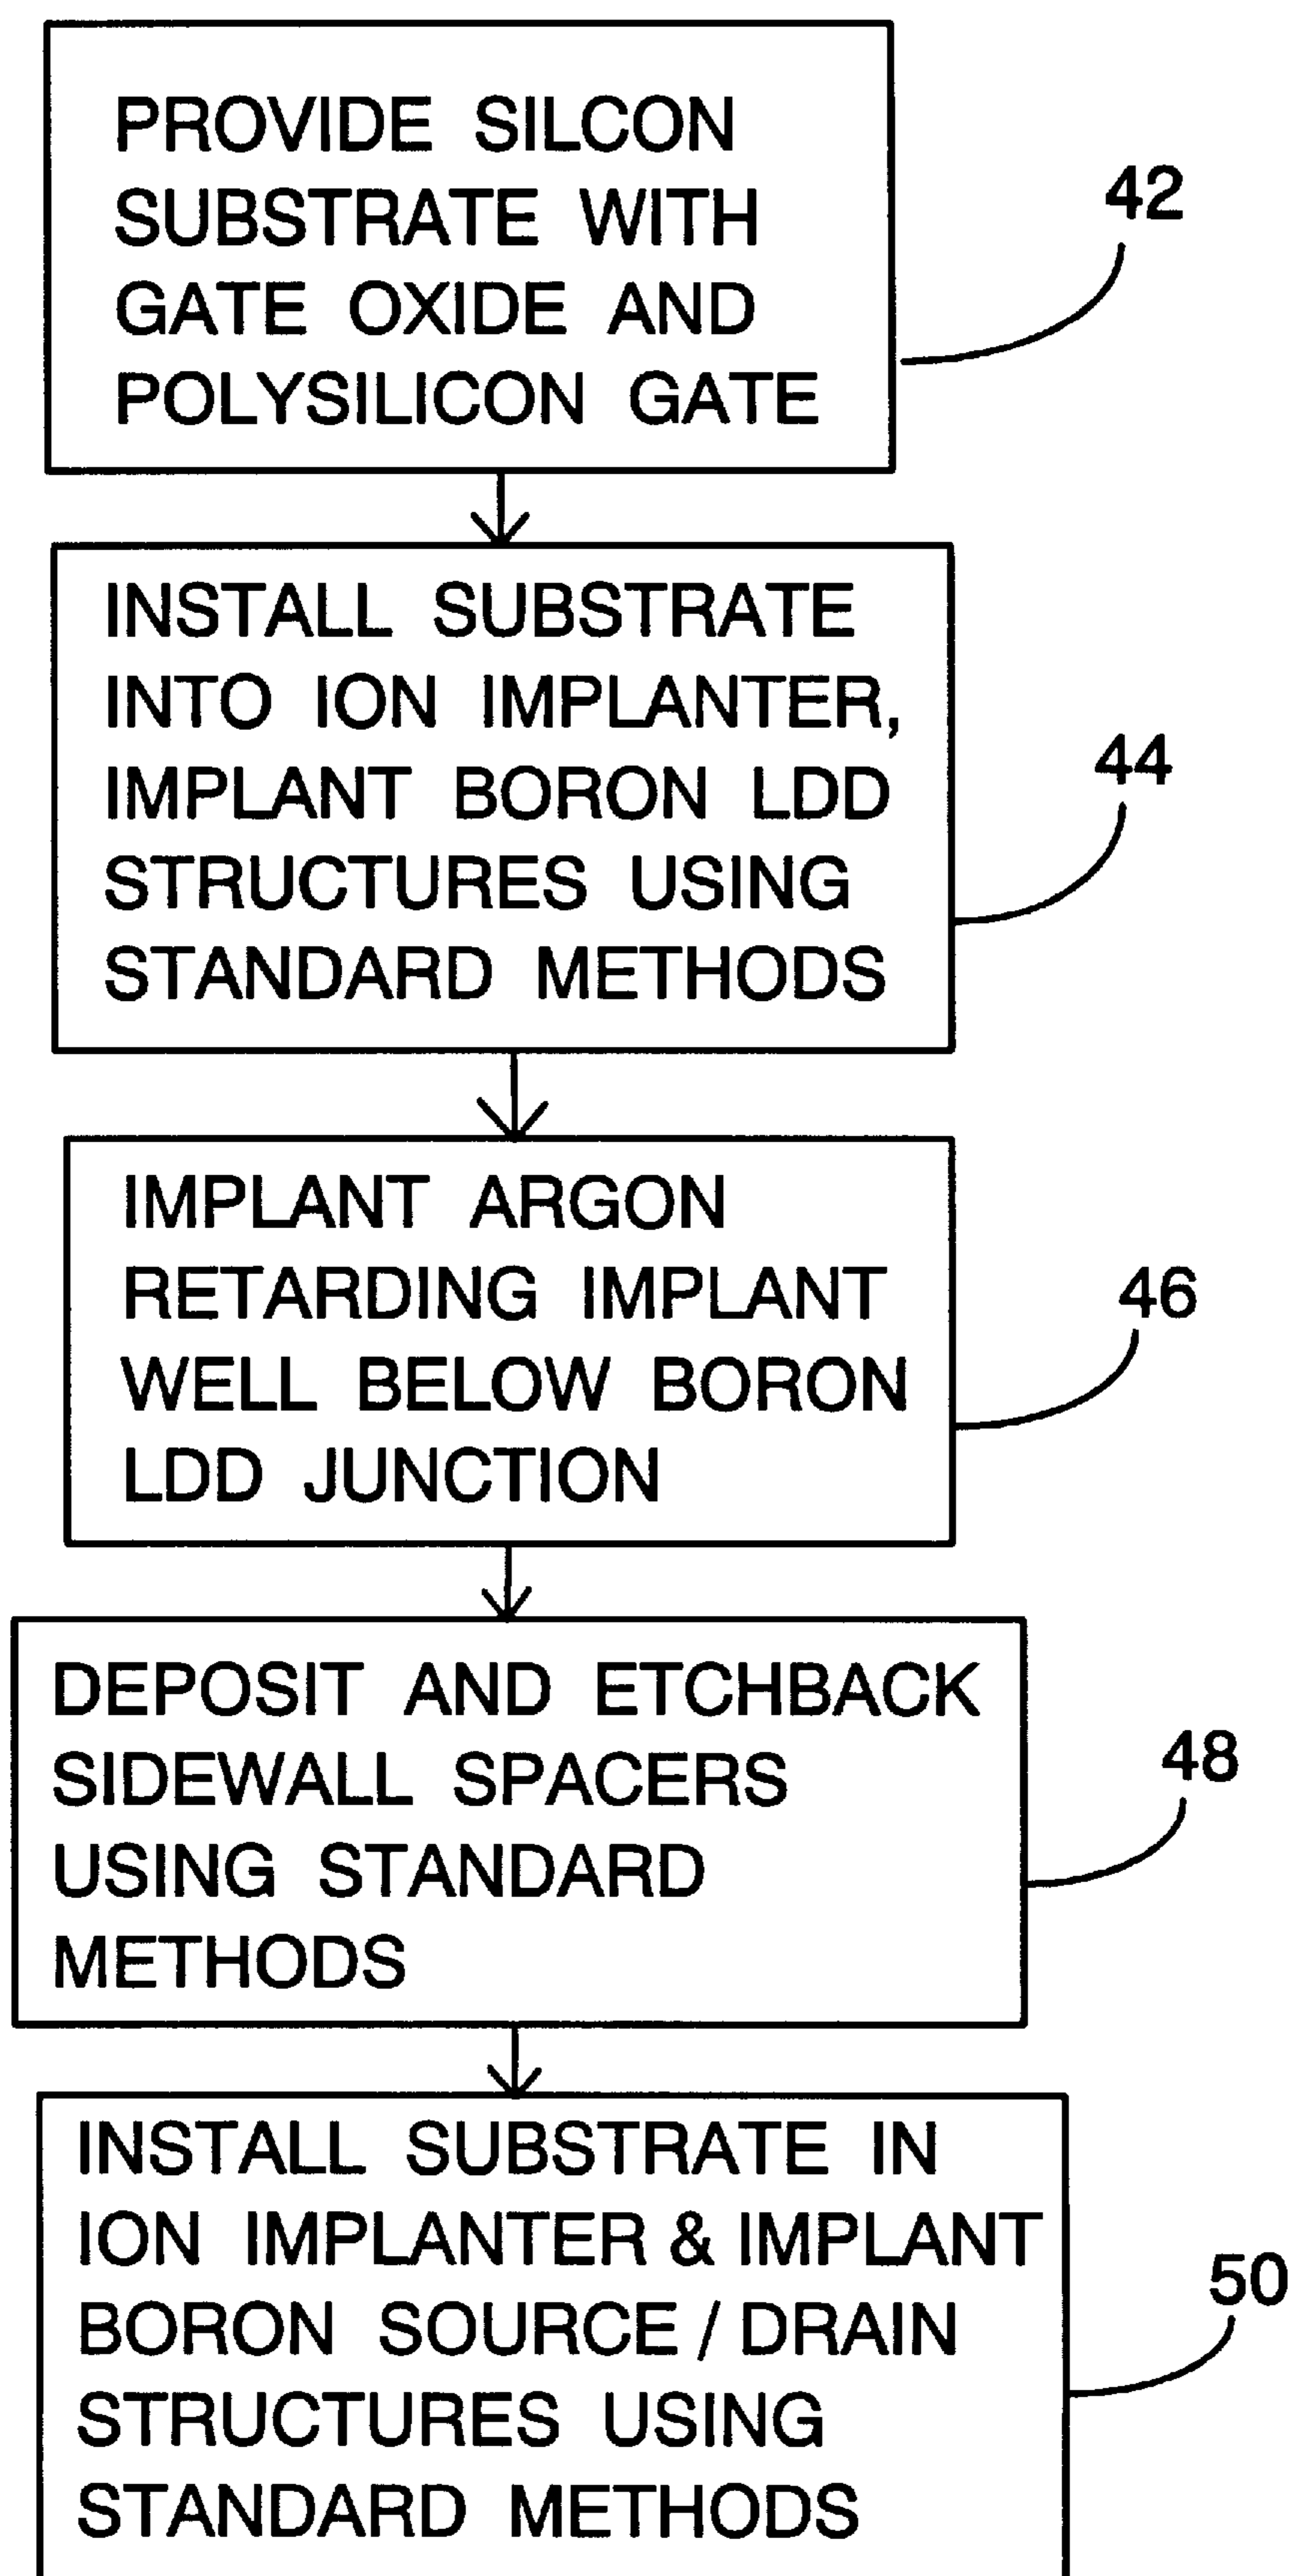 PROVIDE SILCON
SUBSTRATE WITH
GATE OXIDE AND
POLYSILICON GATE
42
INSTALL SUBSTRATE
INTO ION IMPLANTER,
IMPLANT BORON LDD
STRUCTURES USING
STANDARD METHODS
44
IMPLANT ARGON
RETARDING IMPLANT
WELL BELOW BORON
LDD JUNCTION
46
DEPOSIT AND ETCHBACK
SIDEWALL SPACERS
USING STANDARD
METHODS
48
INSTALL SUBSTRATE IN
ION IMPLANTER & IMPLANT
BORON SOURCE / DRAIN
STRUCTURES USING
STANDARD METHODS
50